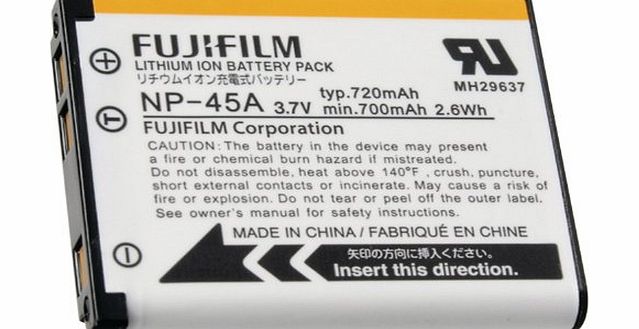 FUJIFILM
LITHIUM ION BATTERY PACK
リチウムイオン充電式バッテリー
NP-45A 3.7V typ.720mAh min.700mAh 2.6Wh
MH29637
FUJIFILM Corporation
CAUTION: The battery in the device may present
a fire or chemical burn hazard if mistreated.
Do not disassemble, heat above 140°F , crush, puncture,
short external contacts or incinerate. May cause a risk of
fire or explosion. Do not tear or peel off the outer label.
See owner's manual for safety instructions.
MADE IN CHINA / FABRIQUÉ EN CHINE
矢印の方向に挿入ください。
Insert this direction.
+
T
−
RU